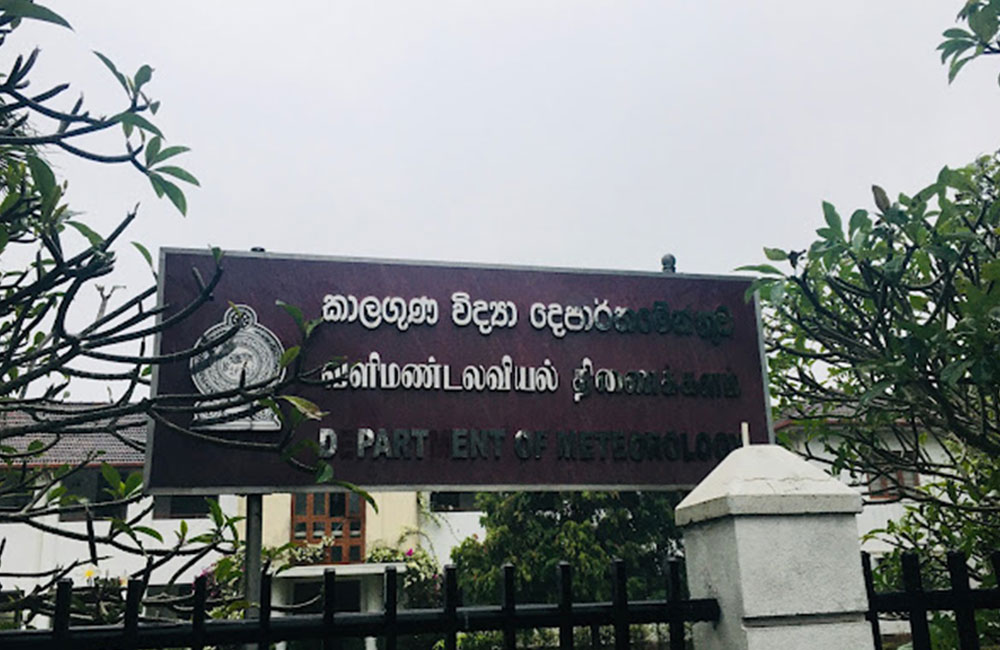 කාලගුණ විද්‍යා දෙපාර්තමේන්තුව
வளிமண்டலவியல் திணைக்களம்
DEPARTMENT OF METEOROLOGY